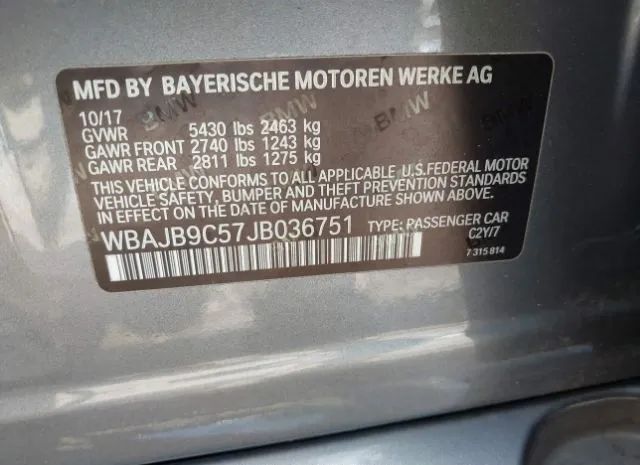 MFD BY BAYERISCHE MOTOREN WERKE AG
10/17
GVWR 5430 lbs 2463 kg
GAWR FRONT 2740 lbs 1243 kg
GAWR REAR 2811 lbs 1275 kg
THIS VEHICLE CONFORMS TO ALL APPLICABLE U.S.FEDERAL MOTOR
VEHICLE SAFETY, BUMPER AND THEFT PREVENTION STANDARDS
IN EFFECT ON THE DATE OF MANUFACTURE SHOWN ABOVE.
WBAJB9C57JB036751 TYPE: PASSENGER CAR
C2Y/7
7 315 814
BMW
BMW
BMW